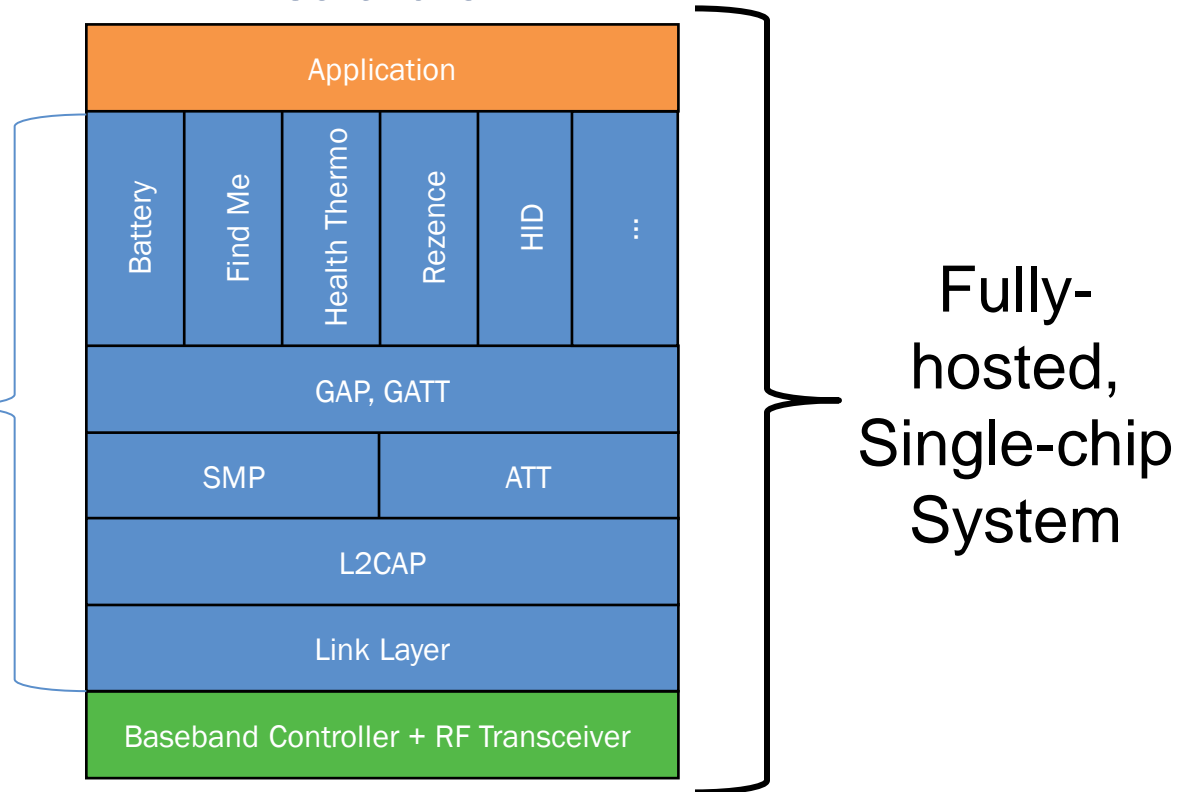 Application
Battery
Find Me
Health Thermo
Rezence
HID
...
GAP, GATT
SMP
ATT
L2CAP
Link Layer
Baseband Controller + RF Transceiver
Fully-
hosted,
Single-chip
System